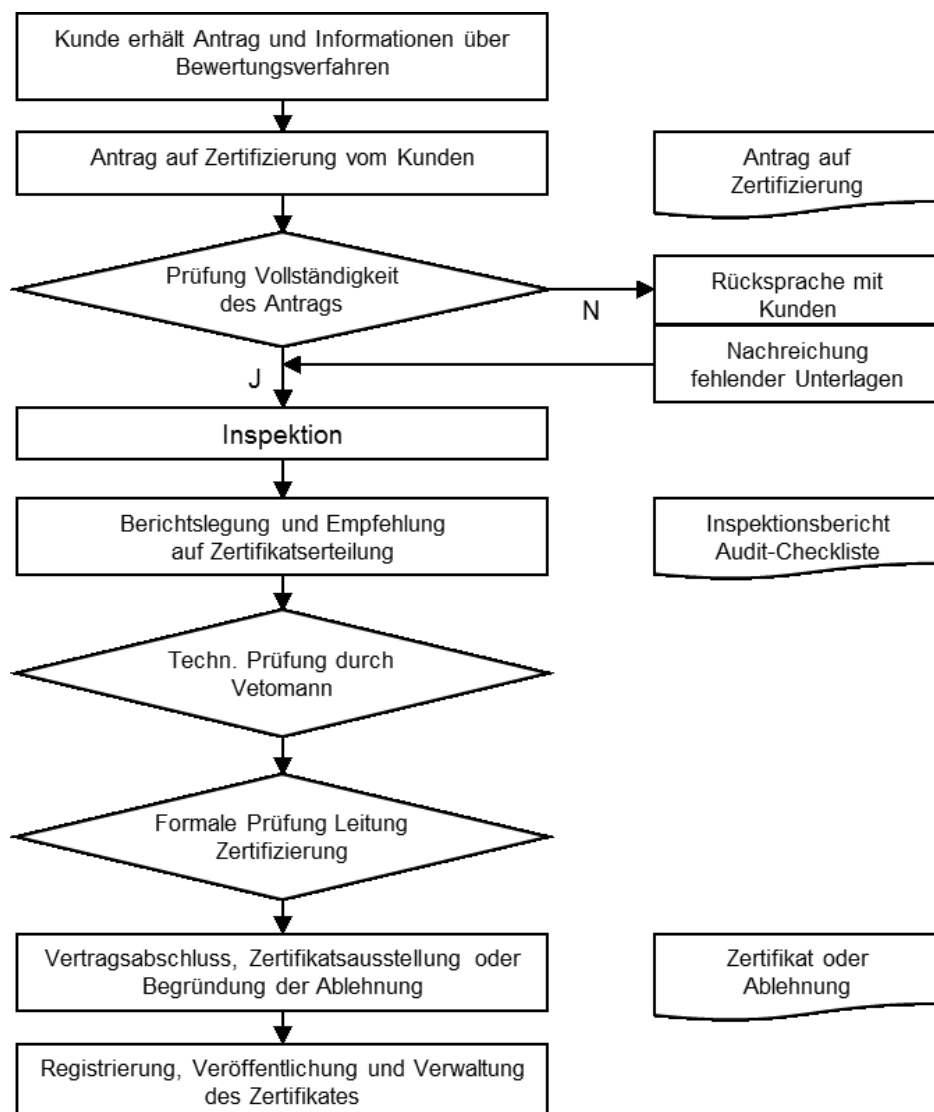 Kunde erhält Antrag und Informationen über
Bewertungsverfahren
Antrag auf Zertifizierung vom Kunden
Antrag auf
Zertifizierung
Prüfung Vollständigkeit
des Antrags
N
Rücksprache mit
Kunden
Nachreichung
fehlender Unterlagen
J
Inspektion
Berichtslegung und Empfehlung
auf Zertifikatserteilung
Inspektionsbericht
Audit-Checkliste
Techn. Prüfung durch
Vetomann
Formale Prüfung Leitung
Zertifizierung
Vertragsabschluss, Zertifikatsausstellung oder
Begründung der Ablehnung
Zertifikat oder
Ablehnung
Registrierung, Veröffentlichung und Verwaltung
des Zertifikates